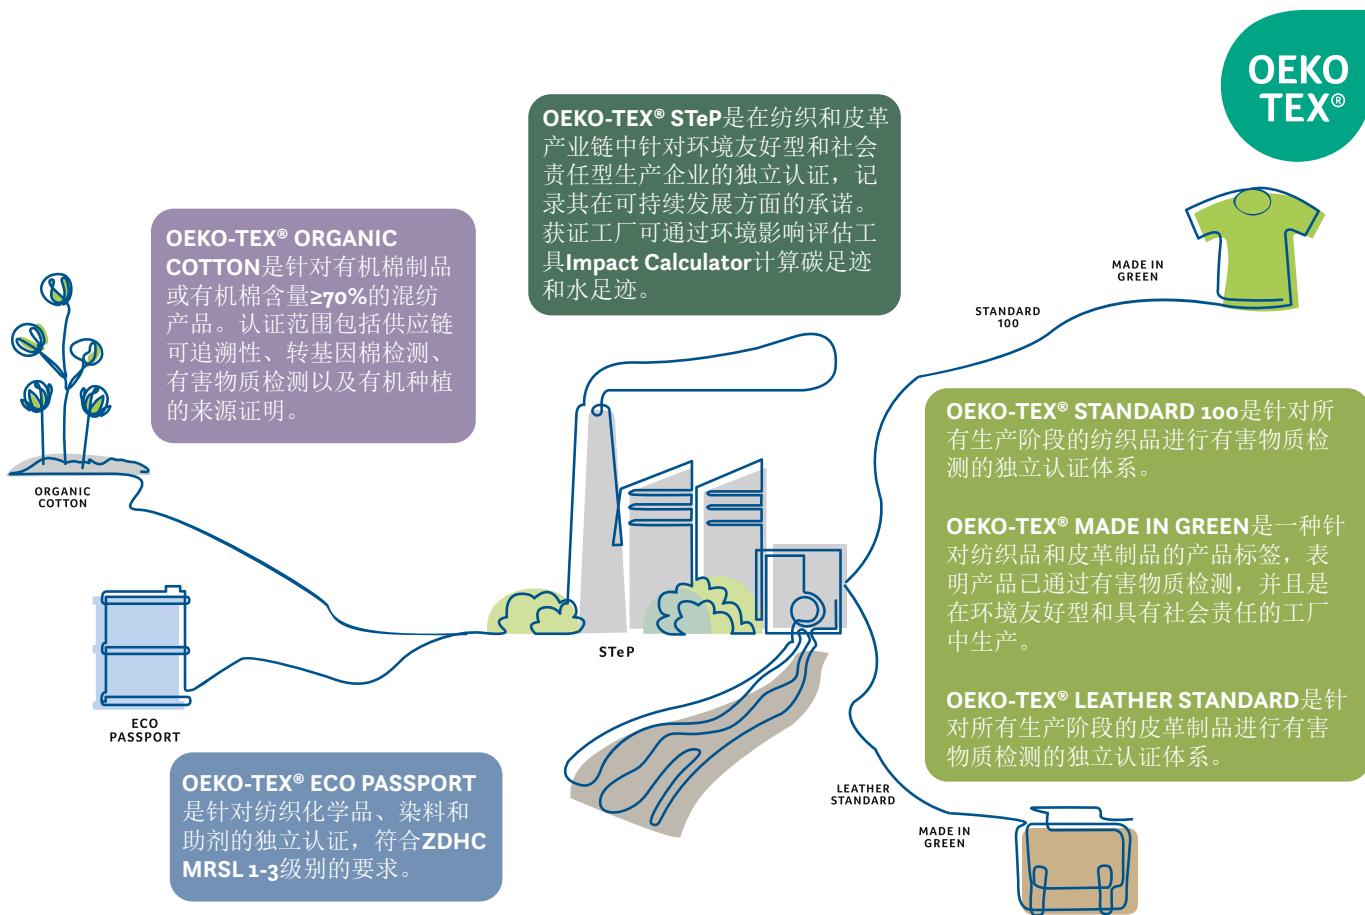 OEKO
TEX®
OEKO-TEX® STeP是在纺织和皮革
产业链中针对环境友好型和社会
责任型生产企业的独立认证，记
录其在可持续发展方面的承诺。
获证工厂可通过环境影响评估工
具Impact Calculator计算碳足迹
和水足迹。
OEKO-TEX® ORGANIC
COTTON是针对有机棉制品
或有机棉含量≥70%的混纺
产品。认证范围包括供应链
可追溯性、转基因棉检测、
有害物质检测以及有机种植
的来源证明。
MADE IN
GREEN
STANDARD
100
OEKO-TEX® STANDARD 100是针对所
有生产阶段的纺织品进行有害物质检
测的独立认证体系。
OEKO-TEX® MADE IN GREEN是一种针
对纺织品和皮革制品的产品标签，表
明产品已通过有害物质检测，并且是
在环境友好型和具有社会责任的工厂
中生产。
OEKO-TEX® LEATHER STANDARD是针
对所有生产阶段的皮革制品进行有害
物质检测的独立认证体系。
ORGANIC
COTTON
STeP
ECO
PASSPORT
OEKO-TEX® ECO PASSPORT
是针对纺织化学品、染料和
助剂的独立认证，符合ZDHC
MRSL 1-3级别的要求。
LEATHER
STANDARD
MADE IN
GREEN